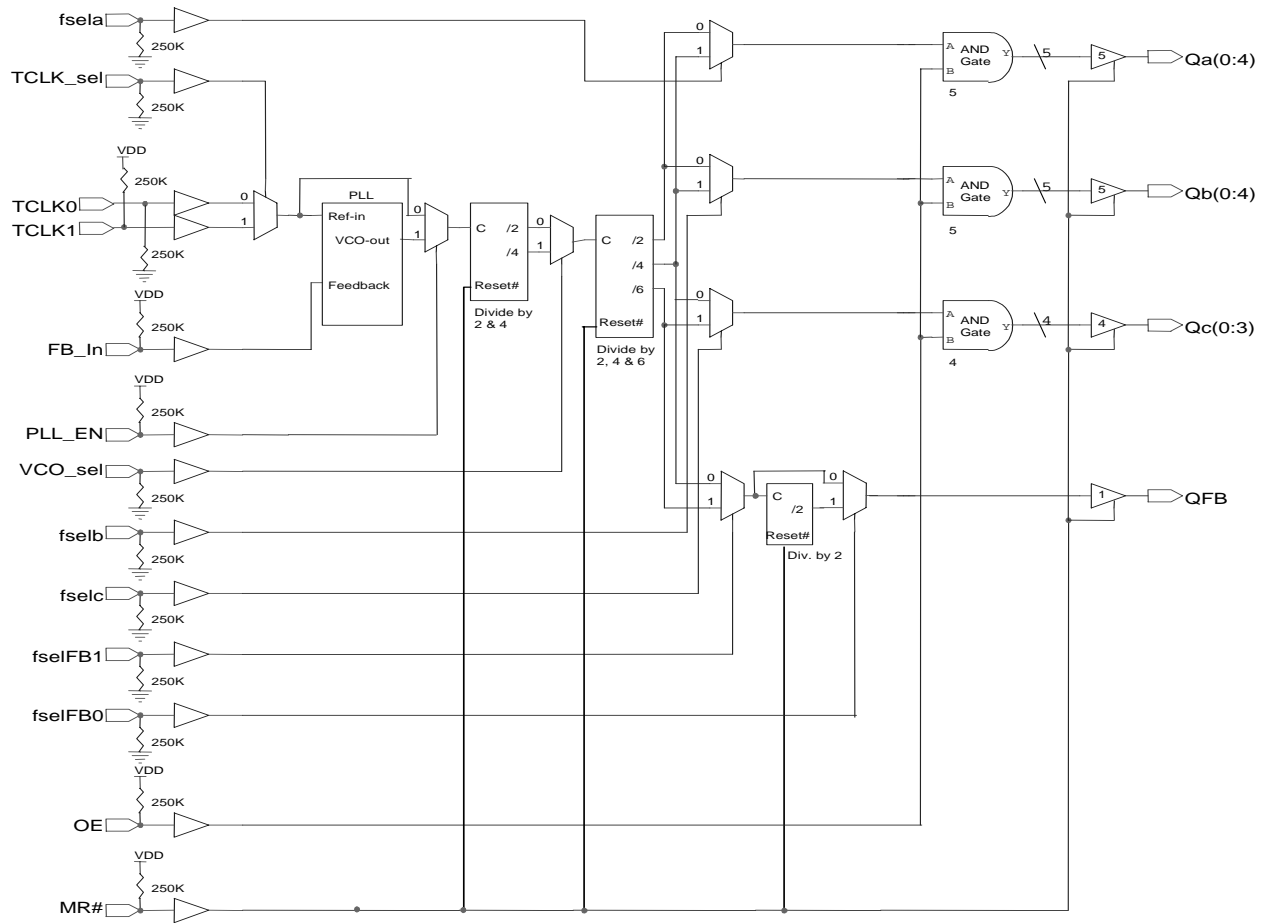 fsela
250K
TCLK_sel
250K
VDD
250K
TCLK0
TCLK1
250K
0
1
PLL
Ref-in
VCO-out
Feedback
0
1
C
/2
/4
Reset#
Divide by
2 & 4
0
1
C
/2
/4
/6
Reset#
Divide by
2, 4 & 6
VDD
250K
FB_In
VDD
250K
PLL_EN
VCO_sel
250K
fselb
250K
fselc
250K
fselFB1
250K
fselFB0
250K
VDD
250K
OE
VDD
250K
MR#
0
1
0
1
0
1
0
1
C
/2
Reset#
Div. by 2
0
1
A
B
AND
Gate
Y
5
5
5
Qa(0:4)
A
B
AND
Gate
Y
5
5
5
Qb(0:4)
A
B
AND
Gate
Y
4
4
4
Qc(0:3)
1
QFB